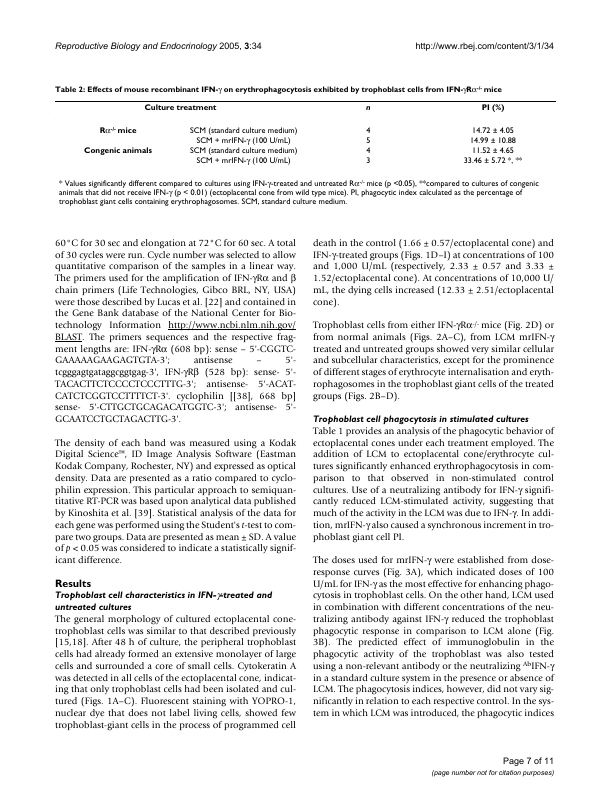 Reproductive Biology and Endocrinology 2005, 3:34
http://www.rbej.com/content/3/1/34
Table 2: Effects of mouse recombinant IFN-γ on erythrophagocytosis exhibited by trophoblast cells from IFN-γRα-/- mice
Culture treatment n PI (%)
Rα-/- mice SCM (standard culture medium) 4 14.72 ± 4.05
SCM + mrIFN-γ (100 U/mL) 5 14.99 ± 10.88
Congenic animals SCM (standard culture medium) 4 11.52 ± 4.65
SCM + mrIFN-γ (100 U/mL) 3 33.46 ± 5.72 *, **
* Values significantly different compared to cultures using IFN-γ-treated and untreated Rα-/- mice (p <0.05), **compared to cultures of congenic
animals that did not receive IFN-γ (p < 0.01) (ectoplacental cone from wild type mice). PI, phagocytic index calculated as the percentage of
trophoblast giant cells containing erythrophagosomes. SCM, standard culture medium.
60°C for 30 sec and elongation at 72°C for 60 sec. A total
of 30 cycles were run. Cycle number was selected to allow
quantitative comparison of the samples in a linear way.
The primers used for the amplification of IFN-γRα and β
chain primers (Life Technologies, Gibco BRL, NY, USA)
were those described by Lucas et al. [22] and contained in
the Gene Bank database of the National Center for Bio-
technology Information http://www.ncbi.nlm.nih.gov/
BLAST. The primers sequences and the respective frag-
ment lengths are: IFN-γRα (608 bp): sense – 5'-CGGTC-
GAAAAAGAAGAGTGTA-3'; antisense – 5'-
tcgggagtgataggcggtgag-3', IFN-γRβ (528 bp): sense- 5'-
TACACTTCTCCCCTCCCTTTG-3'; antisense- 5'-ACAT-
CATCTCGGTCCTTTTCT-3'. cyclophilin [[38], 668 bp]
sense- 5'-CTTGCTGCAGACATGGTC-3'; antisense- 5'-
GCAATCCTGCTAGACTTG-3'.
The density of each band was measured using a Kodak
Digital Science™, ID Image Analysis Software (Eastman
Kodak Company, Rochester, NY) and expressed as optical
density. Data are presented as a ratio compared to cyclo-
philin expression. This particular approach to semiquan-
titative RT-PCR was based upon analytical data published
by Kinoshita et al. [39]. Statistical analysis of the data for
each gene was performed using the Student's t-test to com-
pare two groups. Data are presented as mean ± SD. A value
of p < 0.05 was considered to indicate a statistically signif-
icant difference.
Results
Trophoblast cell characteristics in IFN-γ-treated and
untreated cultures
The general morphology of cultured ectoplacental cone-
trophoblast cells was similar to that described previously
[15,18]. After 48 h of culture, the peripheral trophoblast
cells had already formed an extensive monolayer of large
cells and surrounded a core of small cells. Cytokeratin A
was detected in all cells of the ectoplacental cone, indicat-
ing that only trophoblast cells had been isolated and cul-
tured (Figs. 1A–C). Fluorescent staining with YOPRO-1,
nuclear dye that does not label living cells, showed few
trophoblast-giant cells in the process of programmed cell
death in the control (1.66 ± 0.57/ectoplacental cone) and
IFN-γ-treated groups (Figs. 1D–I) at concentrations of 100
and 1,000 U/mL (respectively, 2.33 ± 0.57 and 3.33 ±
1.52/ectoplacental cone). At concentrations of 10,000 U/
mL, the dying cells increased (12.33 ± 2.51/ectoplacental
cone).
Trophoblast cells from either IFN-γRα-/- mice (Fig. 2D) or
from normal animals (Figs. 2A–C), from LCM mrIFN-γ
treated and untreated groups showed very similar cellular
and subcellular characteristics, except for the prominence
of different stages of erythrocyte internalisation and eryth-
rophagosomes in the trophoblast giant cells of the treated
groups (Figs. 2B–D).
Trophoblast cell phagocytosis in stimulated cultures
Table 1 provides an analysis of the phagocytic behavior of
ectoplacental cones under each treatment employed. The
addition of LCM to ectoplacental cone/erythrocyte cul-
tures significantly enhanced erythrophagocytosis in com-
parison to that observed in non-stimulated control
cultures. Use of a neutralizing antibody for IFN-γ signifi-
cantly reduced LCM-stimulated activity, suggesting that
much of the activity in the LCM was due to IFN-γ. In addi-
tion, mrIFN-γ also caused a synchronous increment in tro-
phoblast giant cell PI.
The doses used for mrIFN-γ were established from dose-
response curves (Fig. 3A), which indicated doses of 100
U/mL for IFN-γ as the most effective for enhancing phago-
cytosis in trophoblast cells. On the other hand, LCM used
in combination with different concentrations of the neu-
tralizing antibody against IFN-γ reduced the trophoblast
phagocytic response in comparison to LCM alone (Fig.
3B). The predicted effect of immunoglobulin in the
phagocytic activity of the trophoblast was also tested
using a non-relevant antibody or the neutralizing AbIFN-γ
in a standard culture system in the presence or absence of
LCM. The phagocytosis indices, however, did not vary sig-
nificantly in relation to each respective control. In the sys-
tem in which LCM was introduced, the phagocytic indices
Page 7 of 11
(page number not for citation purposes)